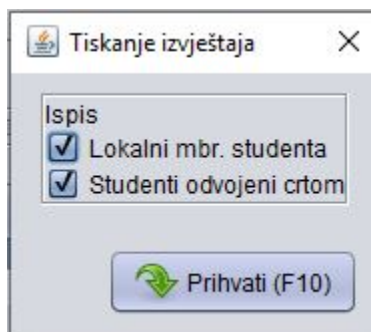 Tiskanje izvještaja
Ispis
Lokalni mbr. studenta
Studenti odvojeni crtom
Prihvati (F10)